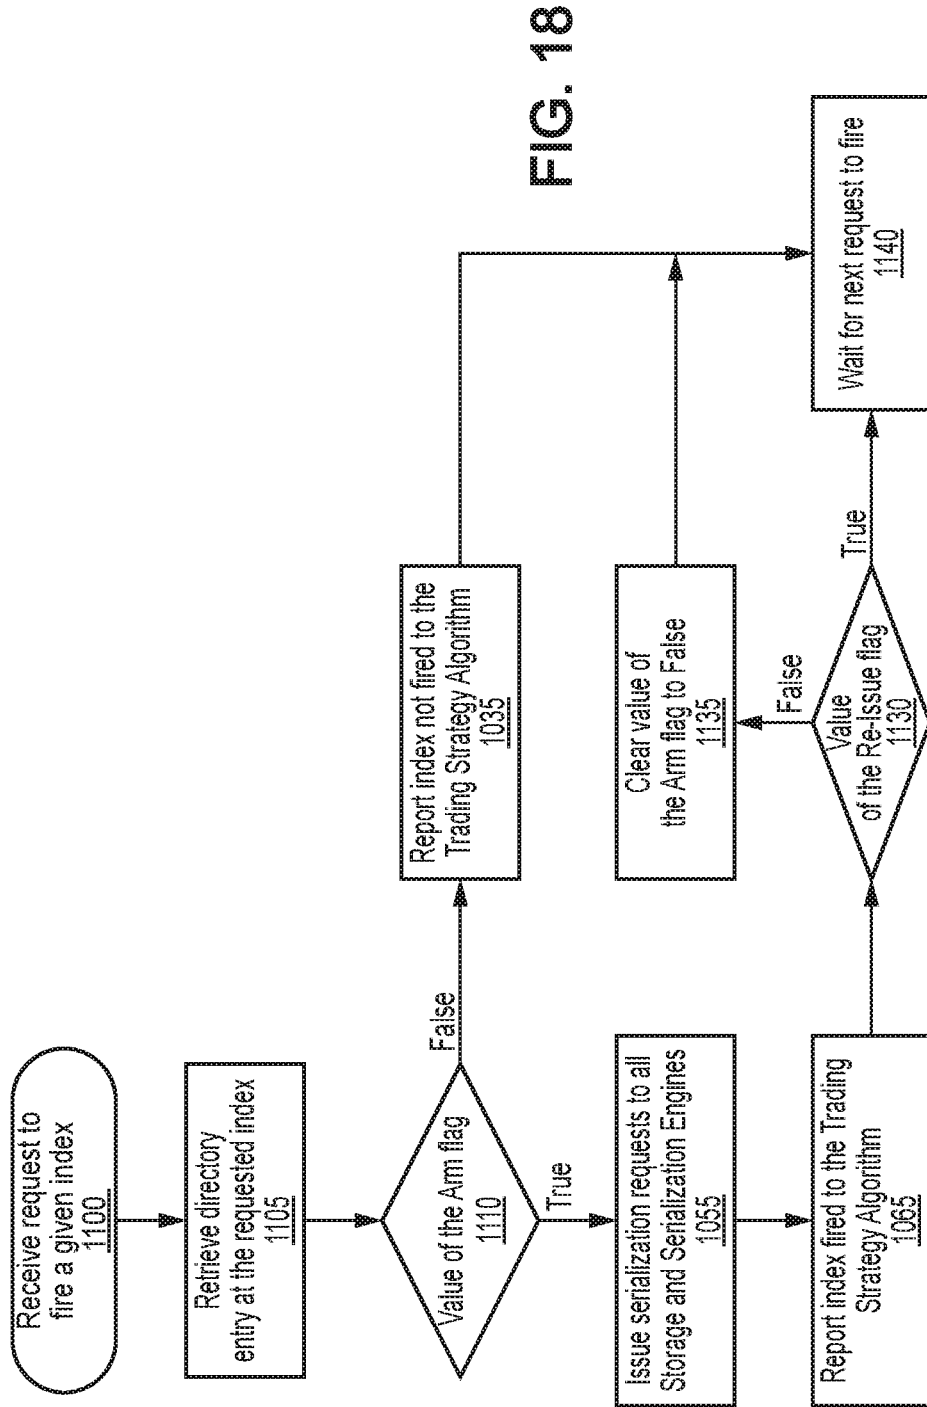 Receive request to
fire a given index
1100
Retrieve directory
entry at the requested index
1105
Value of the Arm flag
1110
False
True
Report index not fired to the
Trading Strategy Algorithm
1035
Issue serialization requests to all
Storage and Serialization Engines
1055
Report index fired to the Trading
Strategy Algorithm
1065
Value
of the Re-Issue flag
1130
False
True
Clear value of
the Arm flag to False
1135
Wait for next request to fire
1140
FIG. 18